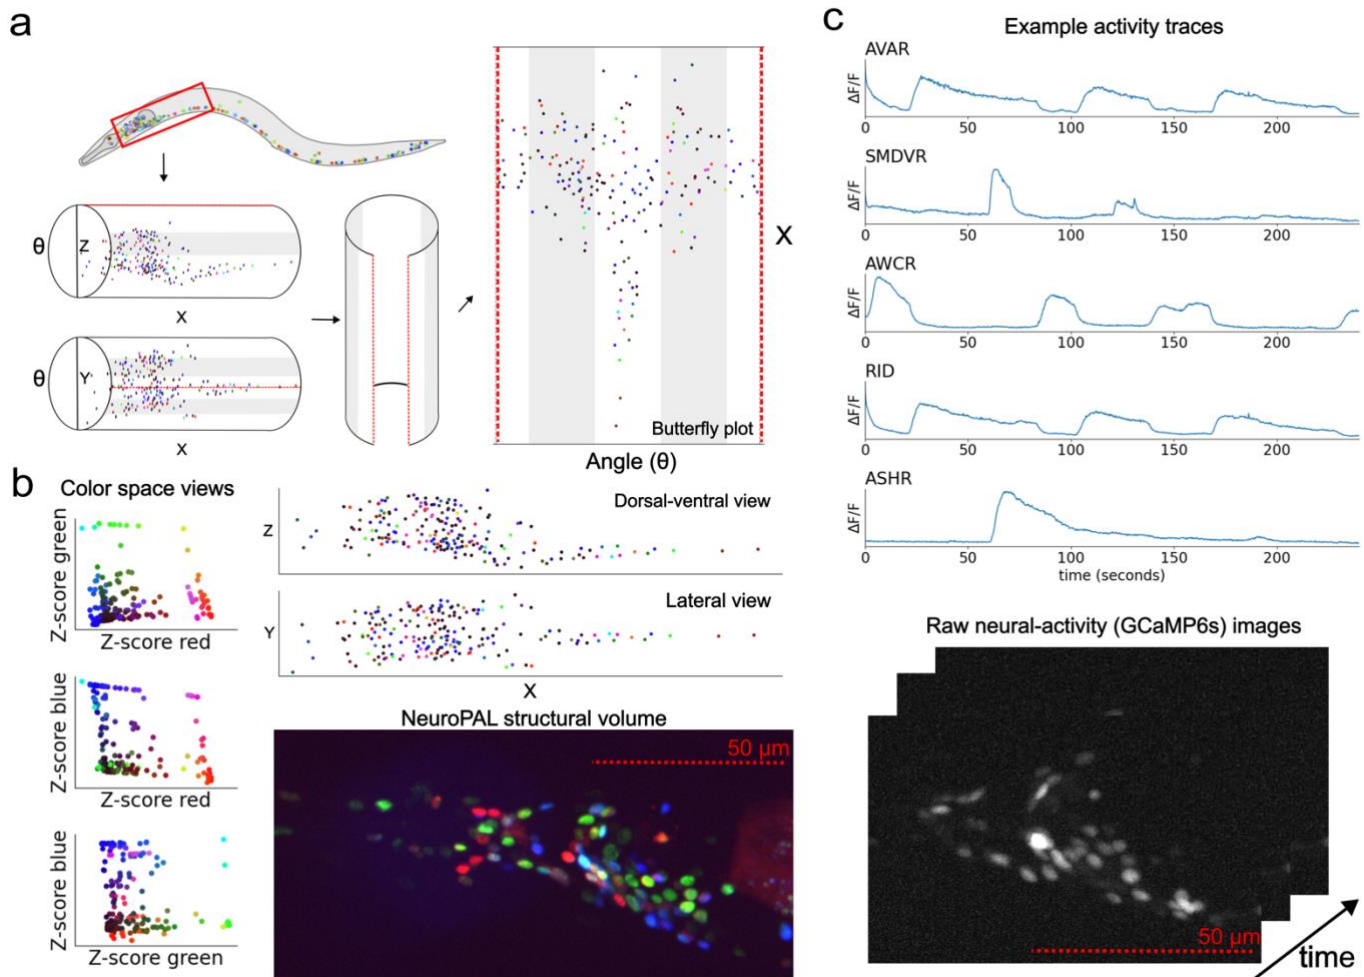 a
θ
Z
X
θ
Y
X
X
Butterfly plot
Angle (θ)
b
Color space views
Z-score green
Z-score red
Z-score blue
Z-score red
Z-score blue
Z-score green
Z
Dorsal-ventral view
Y
Lateral view
X
NeuroPAL structural volume
50 µm
c
Example activity traces
AVAR
ΔF/F
0 50 100 150 200
SMDVR
ΔF/F
0 50 100 150 200
AWCR
ΔF/F
0 50 100 150 200
RID
ΔF/F
0 50 100 150 200
ASHR
ΔF/F
0 50 100 150 200
time (seconds)
Raw neural-activity (GCaMP6s) images
50 µm
time